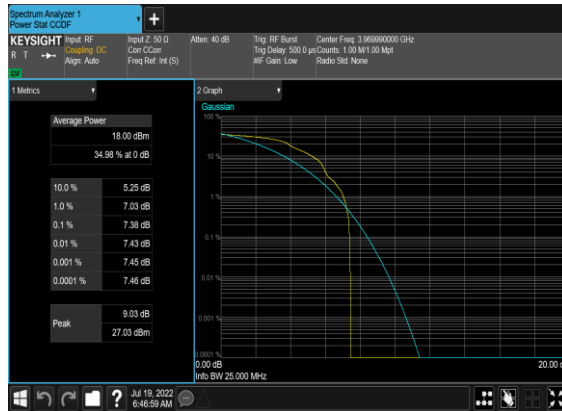 Spectrum Analyzer 1
Power Stat CCDF
KEYSIGHT
R T
LXI
Input: RF
Coupling: DC
Align: Auto
Input Z: 50 Ω
Corr CCorr
Freq Ref: Int (S)
Atten: 40 dB
Trig: RF Burst
Trig Delay: 500.0 µs
#IF Gain: Low
Center Freq: 3.969990000 GHz
Counts: 1.00 M/1.00 Mpt
Radio Std: None
1 Metrics
Average Power
18.00 dBm
34.98 % at 0 dB
10.0 % 5.25 dB
1.0 % 7.03 dB
0.1 % 7.38 dB
0.01 % 7.43 dB
0.001 % 7.45 dB
0.0001 % 7.46 dB
Peak
9.03 dB
27.03 dBm
2 Graph
Gaussian
100 %
10 %
1 %
0.1 %
0.01 %
0.001 %
0.0001 %
0.00 dB
20.00
Info BW 25.000 MHz
?
Jul 19, 2022
6:46:59 AM